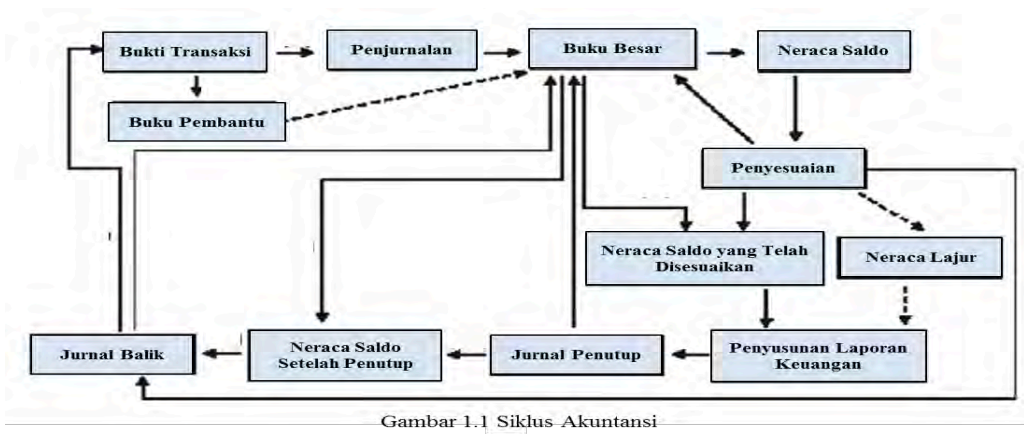 Bukti Transaksi
Penjurnalan
Buku Besar
Neraca Saldo
Buku Pembantu
Penyesuaian
Neraca Saldo yang Telah
Disesuaikan
Neraca Lajur
Jurnal Balik
Neraca Saldo
Setelah Penutup
Jurnal Penutup
Penyusunan Laporan
Keuangan
Gambar 1.1 Siklus Akuntansi